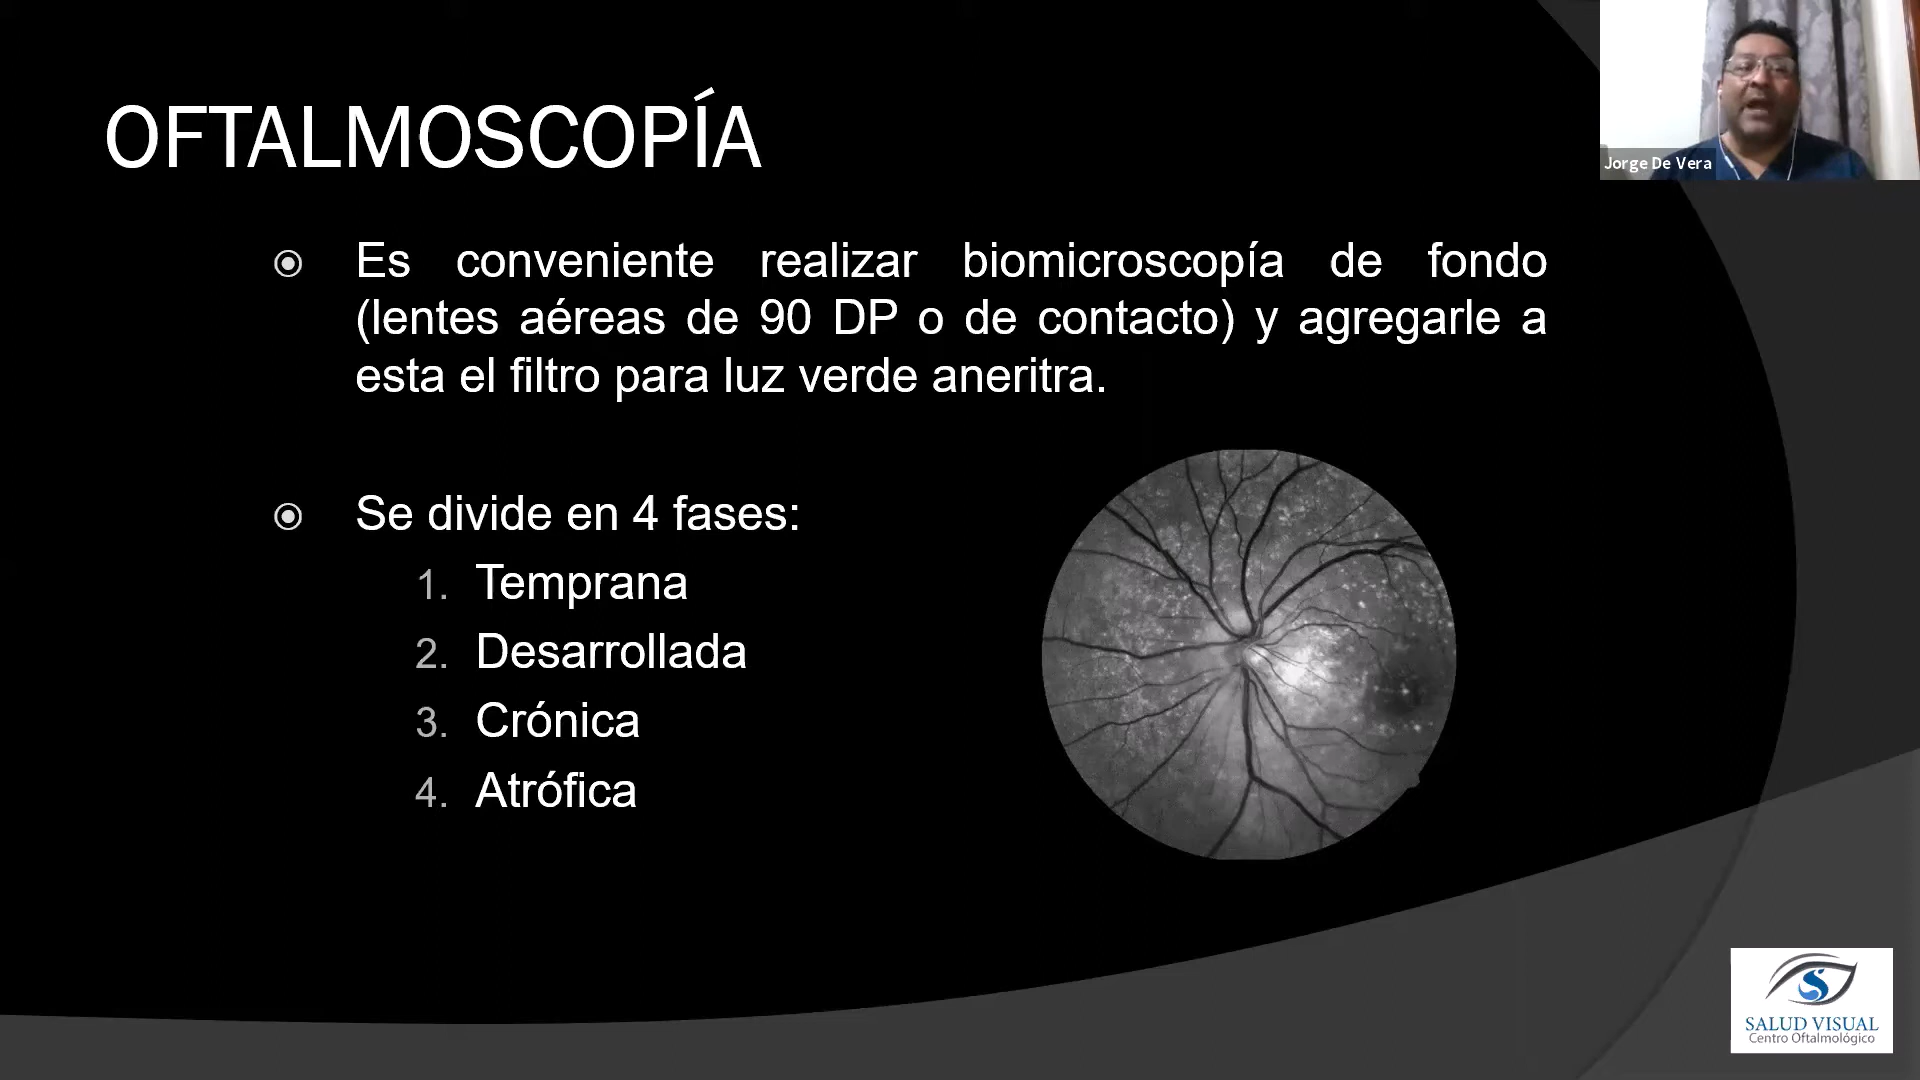 OFTALMOSCOPÍA
Jorge De Vera
Es conveniente realizar biomicroscopía de fondo
(lentes aéreas de 90 DP o de contacto) y agregarle a
esta el filtro para luz verde aneritra.
Se divide en 4 fases:
1. Temprana
2. Desarrollada
3. Crónica
4. Atrófica
SALUD VISUAL
Centro Oftalmológico